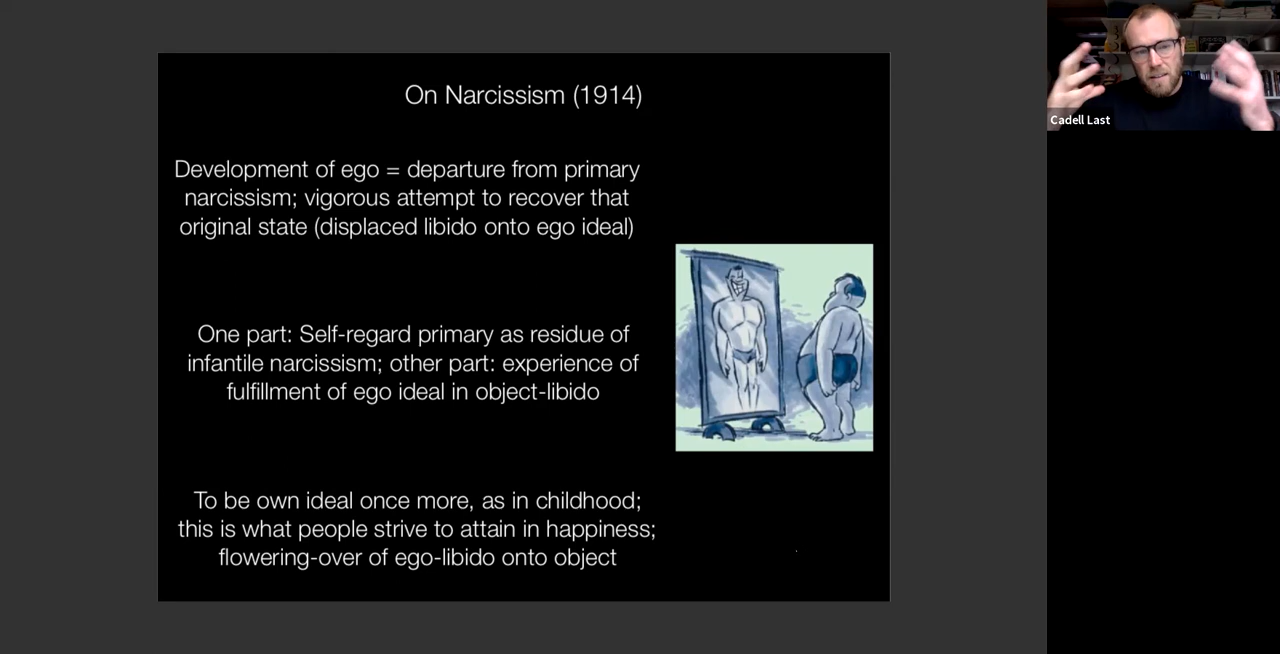 On Narcissism (1914)
Development of ego = departure from primary
narcissism; vigorous attempt to recover that
original state (displaced libido onto ego ideal)
One part: Self-regard primary as residue of
infantile narcissism; other part: experience of
fulfillment of ego ideal in object-libido
To be own ideal once more, as in childhood;
this is what people strive to attain in happiness;
flowering-over of ego-libido onto object
Cadell Last